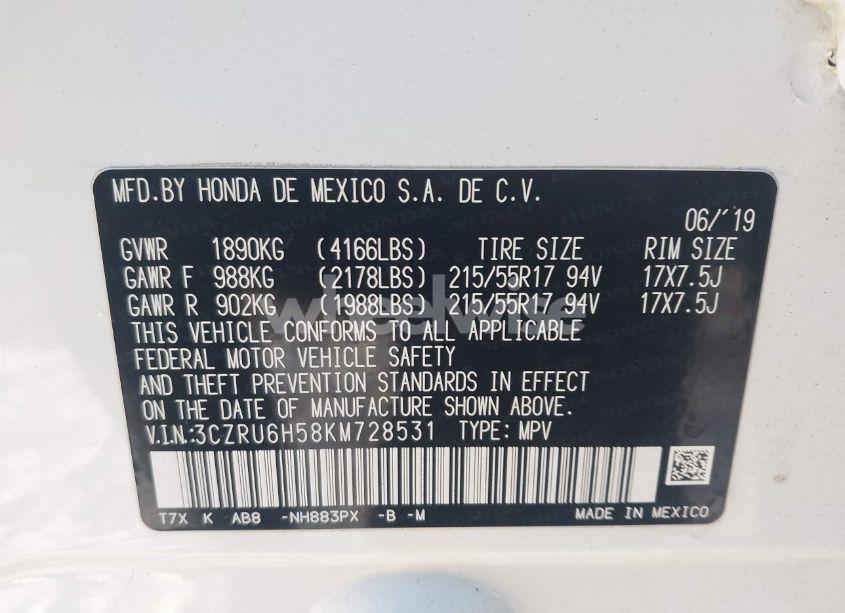 MFD.BY HONDA DE MEXICO S.A. DE C.V.
06/'19
GVWR 1890KG (4166LBS) TIRE SIZE RIM SIZE
GAWR F 988KG (2178LBS) 215/55R17 94V 17X7.5J
GAWR R 902KG (1988LBS) 215/55R17 94V 17X7.5J
THIS VEHICLE CONFORMS TO ALL APPLICABLE
FEDERAL MOTOR VEHICLE SAFETY
AND THEFT PREVENTION STANDARDS IN EFFECT
ON THE DATE OF MANUFACTURE SHOWN ABOVE.
V.I.N.:3CZRU6H58KM728531 TYPE: MPV
T7X K AB8 -NH883PX -B -M MADE IN MEXICO